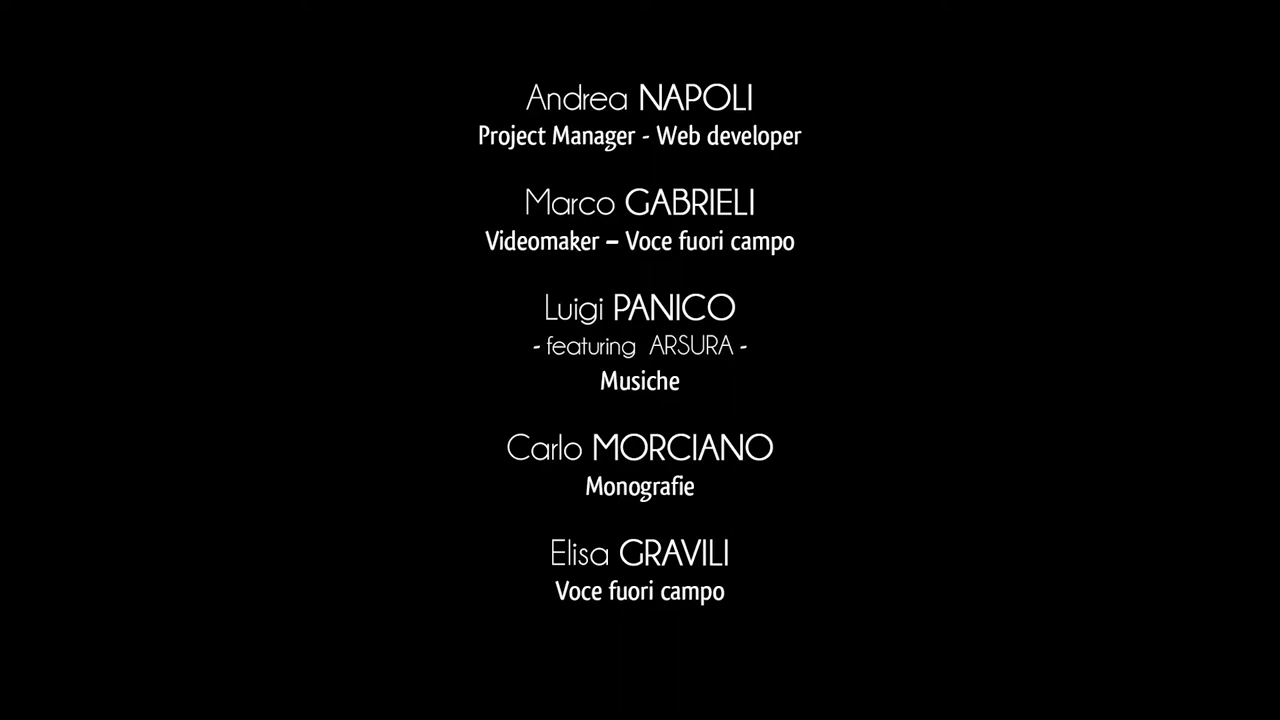 Andrea NAPOLI
Project Manager - Web developer
Marco GABRIELI
Videomaker – Voce fuori campo
Luigi PANICO
- featuring ARSURA -
Musiche
Carlo MORCIANO
Monografie
Elisa GRAVILI
Voce fuori campo